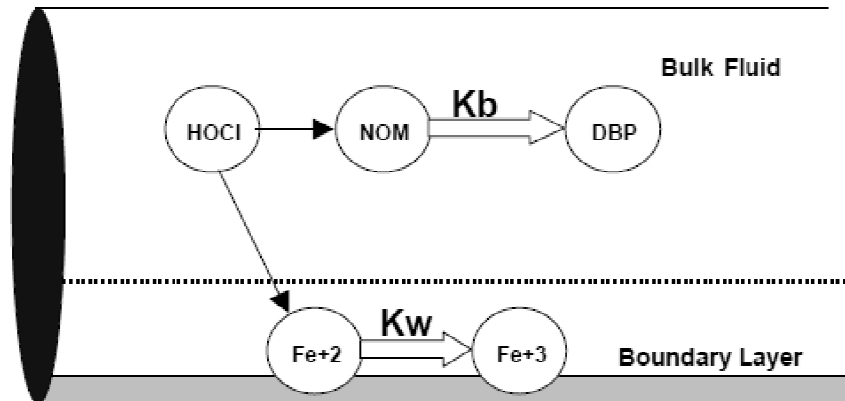 Bulk Fluid
Kb
HOCl
NOM
DBP
Kw
Fe+2
Fe+3
Boundary Layer